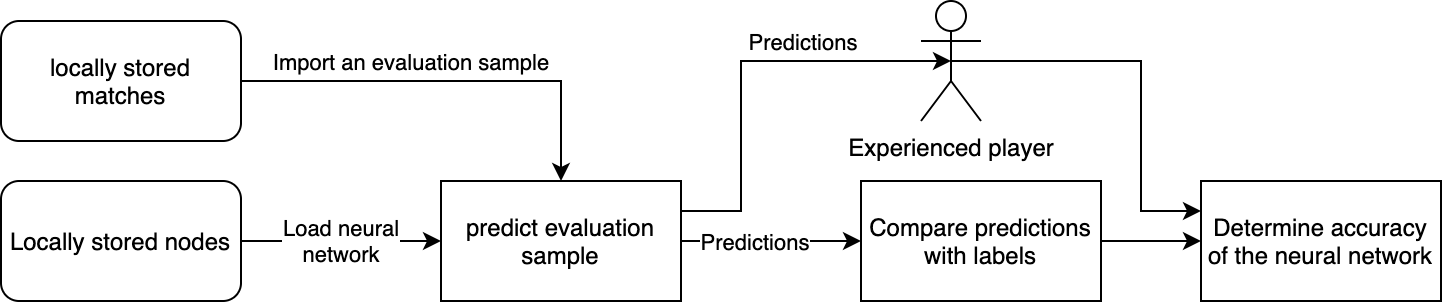 locally stored
matches
Import an evaluation sample
Predictions
Experienced player
Locally stored nodes
Load neural
network
predict evaluation
sample
Predictions
Compare predictions
with labels
Determine accuracy
of the neural network